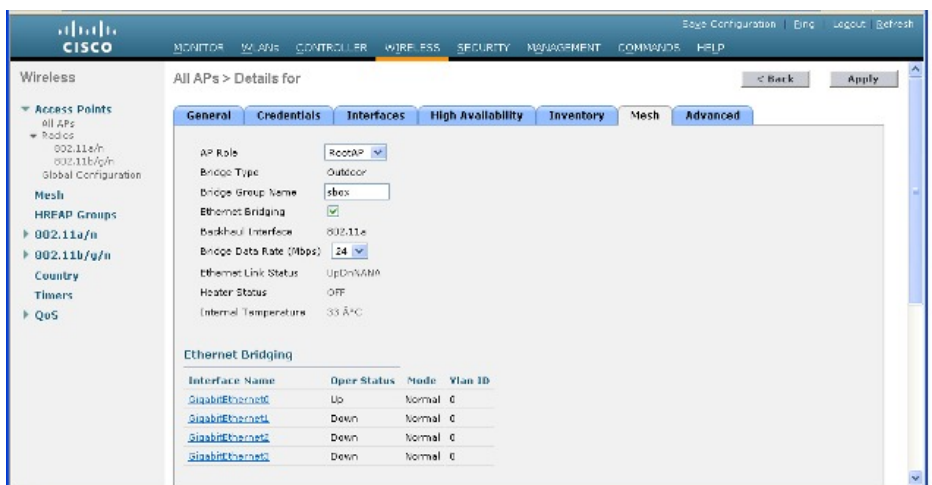 Save Configuration | Ping Logout | Refresh
CISCO
MONITOR WLANs CONTROLLER WIRELESS SECURITY MANAGEMENT COMMANDS HELP
Wireless
All APs > Details for
< Back
Apply
Access Points
All APs
Radios
802.11a/n
802.11b/g/n
Global Configuration
Mesh
HREAP Groups
802.11a/n
802.11b/g/n
Country
Timers
QoS
General Credentials Interfaces High Availability Inventory Mesh Advanced
AP Role RootAP
Bridge Type Outdoor
Bridge Group Name sbox
Ethernet Bridging
Backhaul Interface 802.11a
Bridge Data Rate (Mbps) 24
Ethernet Link Status UpDnNANA
Heater Status OFF
Internal Temperature 33 Â°C
Ethernet Bridging
Interface Name Oper Status Mode Vlan ID
GigabitEthernet0 Up Normal 0
GigabitEthernet1 Down Normal 0
GigabitEthernet2 Down Normal 0
GigabitEthernet3 Down Normal 0